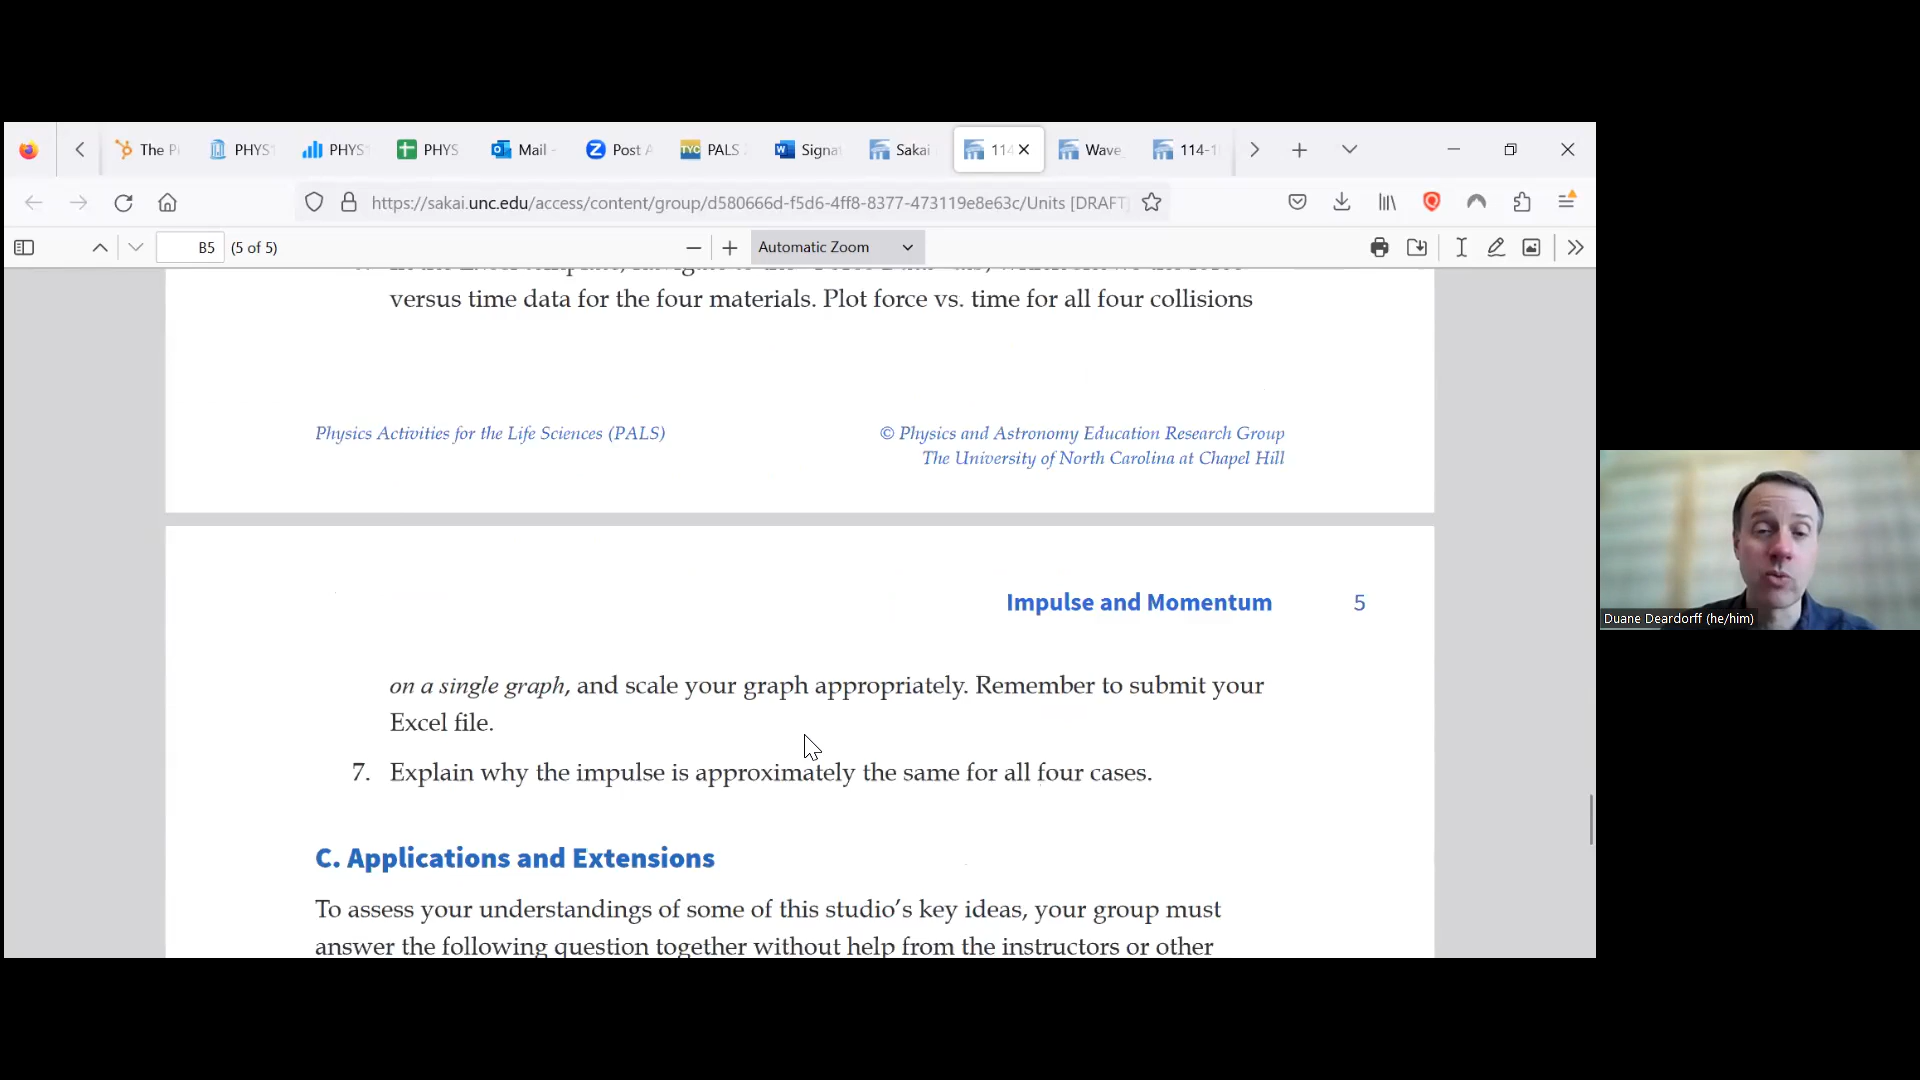 The P
PHYS1
PHYS1
PHYS
Mail -
Post A
PALS 2
Signat
Sakai
114
Wave
114-1
https://sakai.unc.edu/access/content/group/d580666d-f5d6-4ff8-8377-473119e8e63c/Units [DRAFT]
B5 (5 of 5)
Automatic Zoom
versus time data for the four materials. Plot force vs. time for all four collisions
Physics Activities for the Life Sciences (PALS)
© Physics and Astronomy Education Research Group
The University of North Carolina at Chapel Hill
Impulse and Momentum 5
on a single graph, and scale your graph appropriately. Remember to submit your
Excel file.
7. Explain why the impulse is approximately the same for all four cases.
C. Applications and Extensions
To assess your understandings of some of this studio's key ideas, your group must
answer the following question together without help from the instructors or other
Duane Deardorff (he/him)